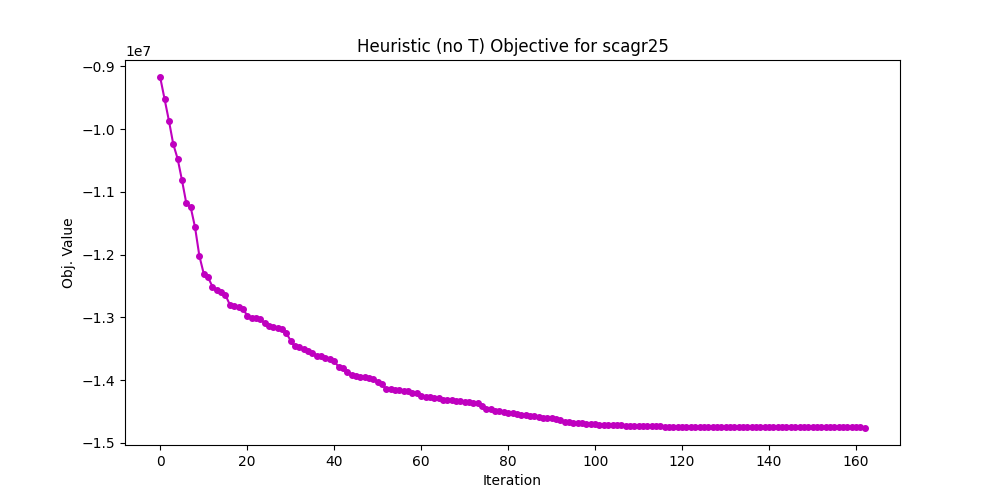 Heuristic (no T) Objective for scagr25
1e7
−0.9
−1.0
−1.1
−1.2
−1.3
−1.4
−1.5
Obj. Value
0 20 40 60 80 100 120 140 160
Iteration